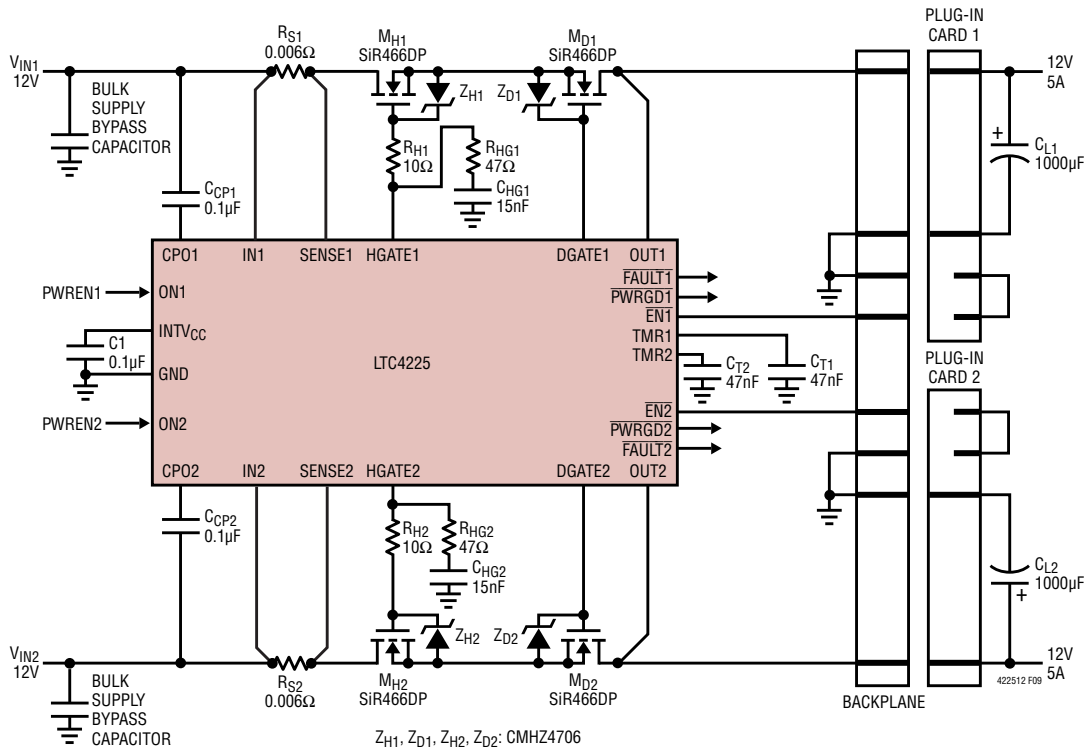 PLUG-IN
CARD 1
RS1
0.006Ω
MH1
SiR466DP
MD1
SiR466DP
VIN1
12V
12V
5A
BULK
SUPPLY
BYPASS
CAPACITOR
ZH1
ZD1
RH1
10Ω
RHG1
47Ω
+
CL1
1000µF
CCP1
0.1µF
CHG1
15nF
CPO1
IN1
SENSE1
HGATE1
DGATE1
OUT1
FAULT1
PWREN1
ON1
PWRGD1
EN1
INTVCC
TMR1
C1
0.1µF
TMR2
PLUG-IN
CARD 2
LTC4225
GND
CT2
47nF
CT1
47nF
EN2
PWREN2
ON2
PWRGD2
FAULT2
CPO2
IN2
SENSE2
HGATE2
DGATE2
OUT2
CCP2
0.1µF
RH2
10Ω
RHG2
47Ω
CHG2
15nF
CL2
1000µF
+
ZH2
ZD2
VIN2
12V
12V
5A
RS2
0.006Ω
MH2
SiR466DP
MD2
SiR466DP
422512 F09
BULK
SUPPLY
BYPASS
CAPACITOR
BACKPLANE
ZH1, ZD1, ZH2, ZD2: CMHZ4706